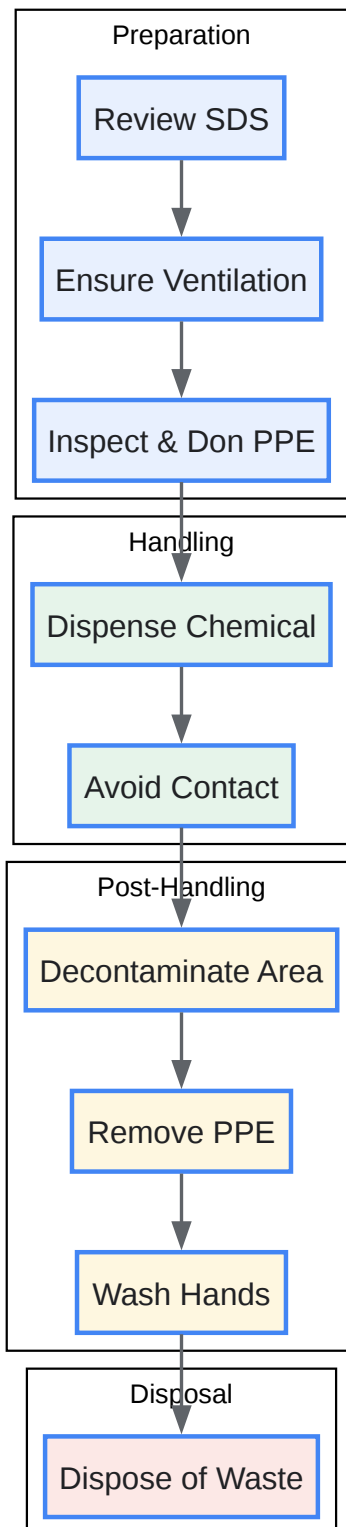 Preparation
Review SDS
Ensure Ventilation
Inspect & Don PPE
Handling
Dispense Chemical
Avoid Contact
Post-Handling
Decontaminate Area
Remove PPE
Wash Hands
Disposal
Dispose of Waste